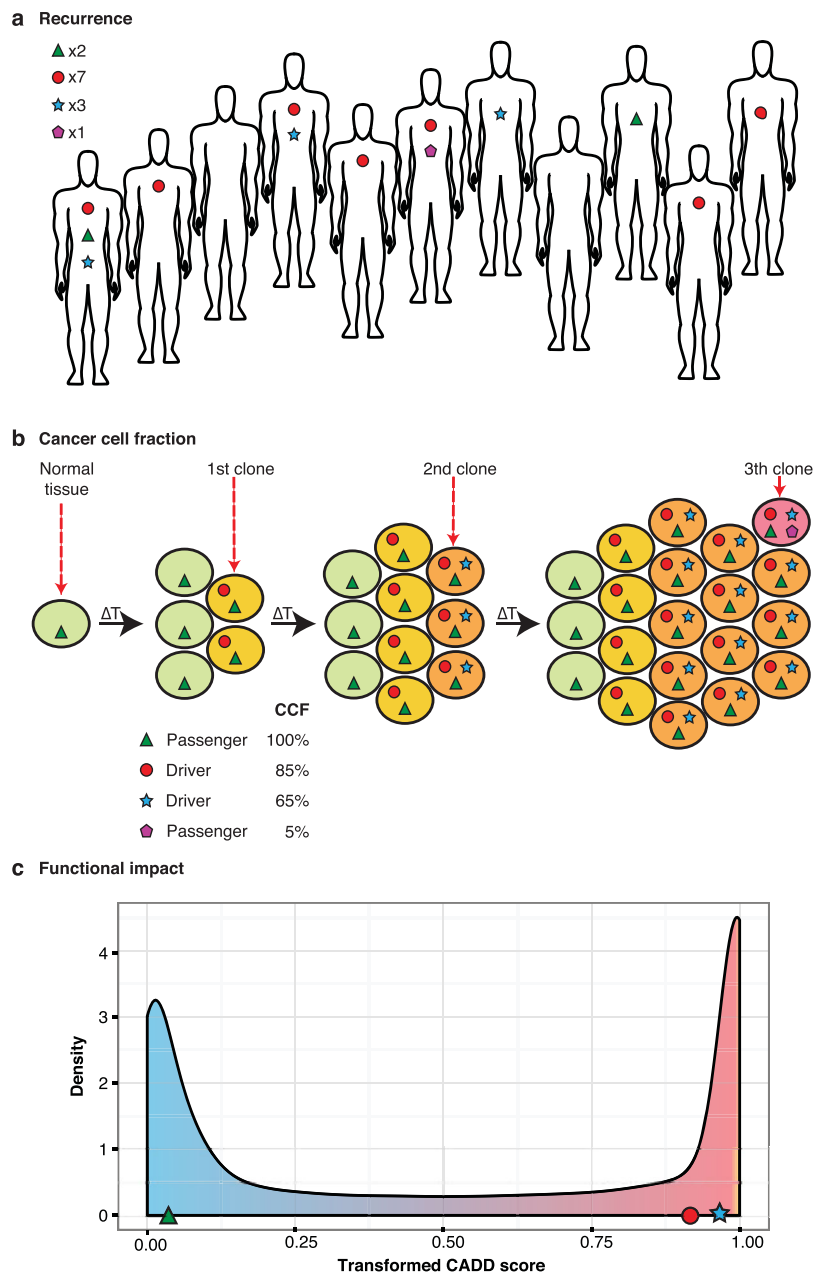 a Recurrence
x2
x7
x3
x1
b Cancer cell fraction
Normal
tissue
1st clone
2nd clone
3th clone
ΔT
ΔT
ΔT
CCF
Passenger 100%
Driver 85%
Driver 65%
Passenger 5%
c Functional impact
Density
4
3
2
1
0
0.00 0.25 0.50 0.75 1.00
Transformed CADD score